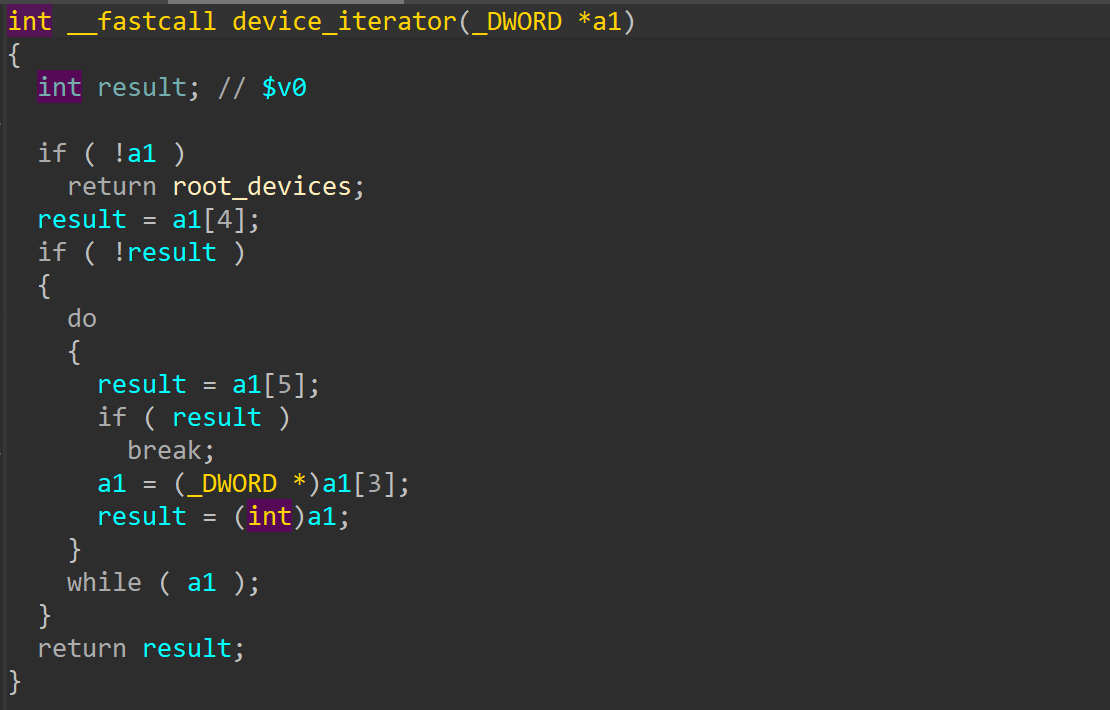 int __fastcall device_iterator(_DWORD *a1)
{
  int result; // $v0

  if ( !a1 )
    return root_devices;
  result = a1[4];
  if ( !result )
  {
    do
    {
      result = a1[5];
      if ( result )
        break;
      a1 = (_DWORD *)a1[3];
      result = (int)a1;
    }
    while ( a1 );
  }
  return result;
}